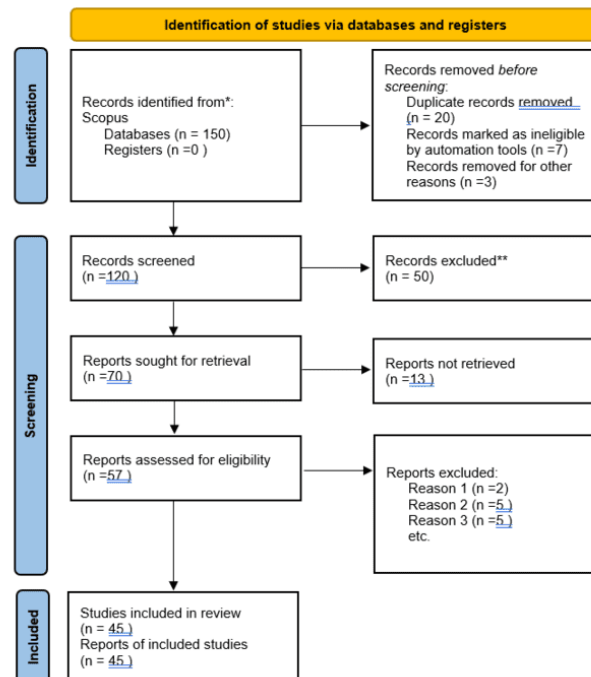 Identification of studies via databases and registers
Identification
Records identified from*:
Scopus
Databases (n = 150)
Registers (n =0 )
Records removed before
screening:
Duplicate records removed
(n = 20)
Records marked as ineligible
by automation tools (n =7)
Records removed for other
reasons (n =3)
Screening
Records screened
(n =120 )
Records excluded**
(n = 50)
Reports sought for retrieval
(n =70 )
Reports not retrieved
(n =13 )
Reports assessed for eligibility
(n =57 )
Reports excluded:
Reason 1 (n =2)
Reason 2 (n =5 )
Reason 3 (n =5 )
etc.
Included
Studies included in review
(n = 45 )
Reports of included studies
(n = 45 )